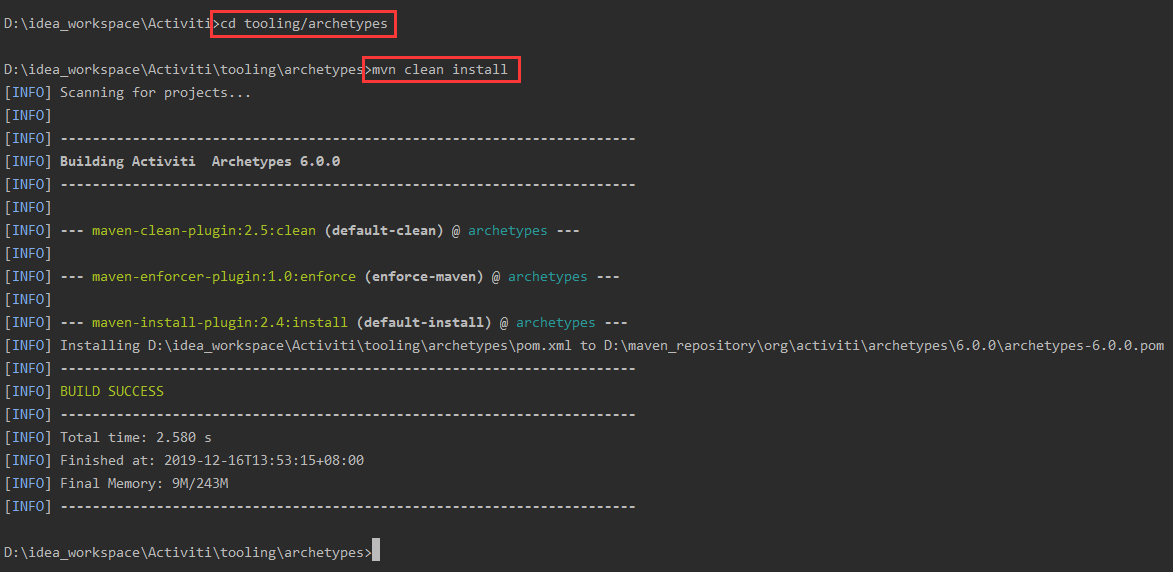 D:\idea_workspace\Activiti>cd tooling/archetypes
D:\idea_workspace\Activiti\tooling\archetypes>mvn clean install
[INFO] Scanning for projects...
[INFO]
[INFO] ------------------------------------------------------------------------
[INFO] Building Activiti  Archetypes 6.0.0
[INFO] ------------------------------------------------------------------------
[INFO]
[INFO] --- maven-clean-plugin:2.5:clean (default-clean) @ archetypes ---
[INFO]
[INFO] --- maven-enforcer-plugin:1.0:enforce (enforce-maven) @ archetypes ---
[INFO]
[INFO] --- maven-install-plugin:2.4:install (default-install) @ archetypes ---
[INFO] Installing D:\idea_workspace\Activiti\tooling\archetypes\pom.xml to D:\maven_repository\org\activiti\archetypes\6.0.0\archetypes-6.0.0.pom
[INFO] ------------------------------------------------------------------------
[INFO] BUILD SUCCESS
[INFO] ------------------------------------------------------------------------
[INFO] Total time: 2.580 s
[INFO] Finished at: 2019-12-16T13:53:15+08:00
[INFO] Final Memory: 9M/243M
[INFO] ------------------------------------------------------------------------
D:\idea_workspace\Activiti\tooling\archetypes>